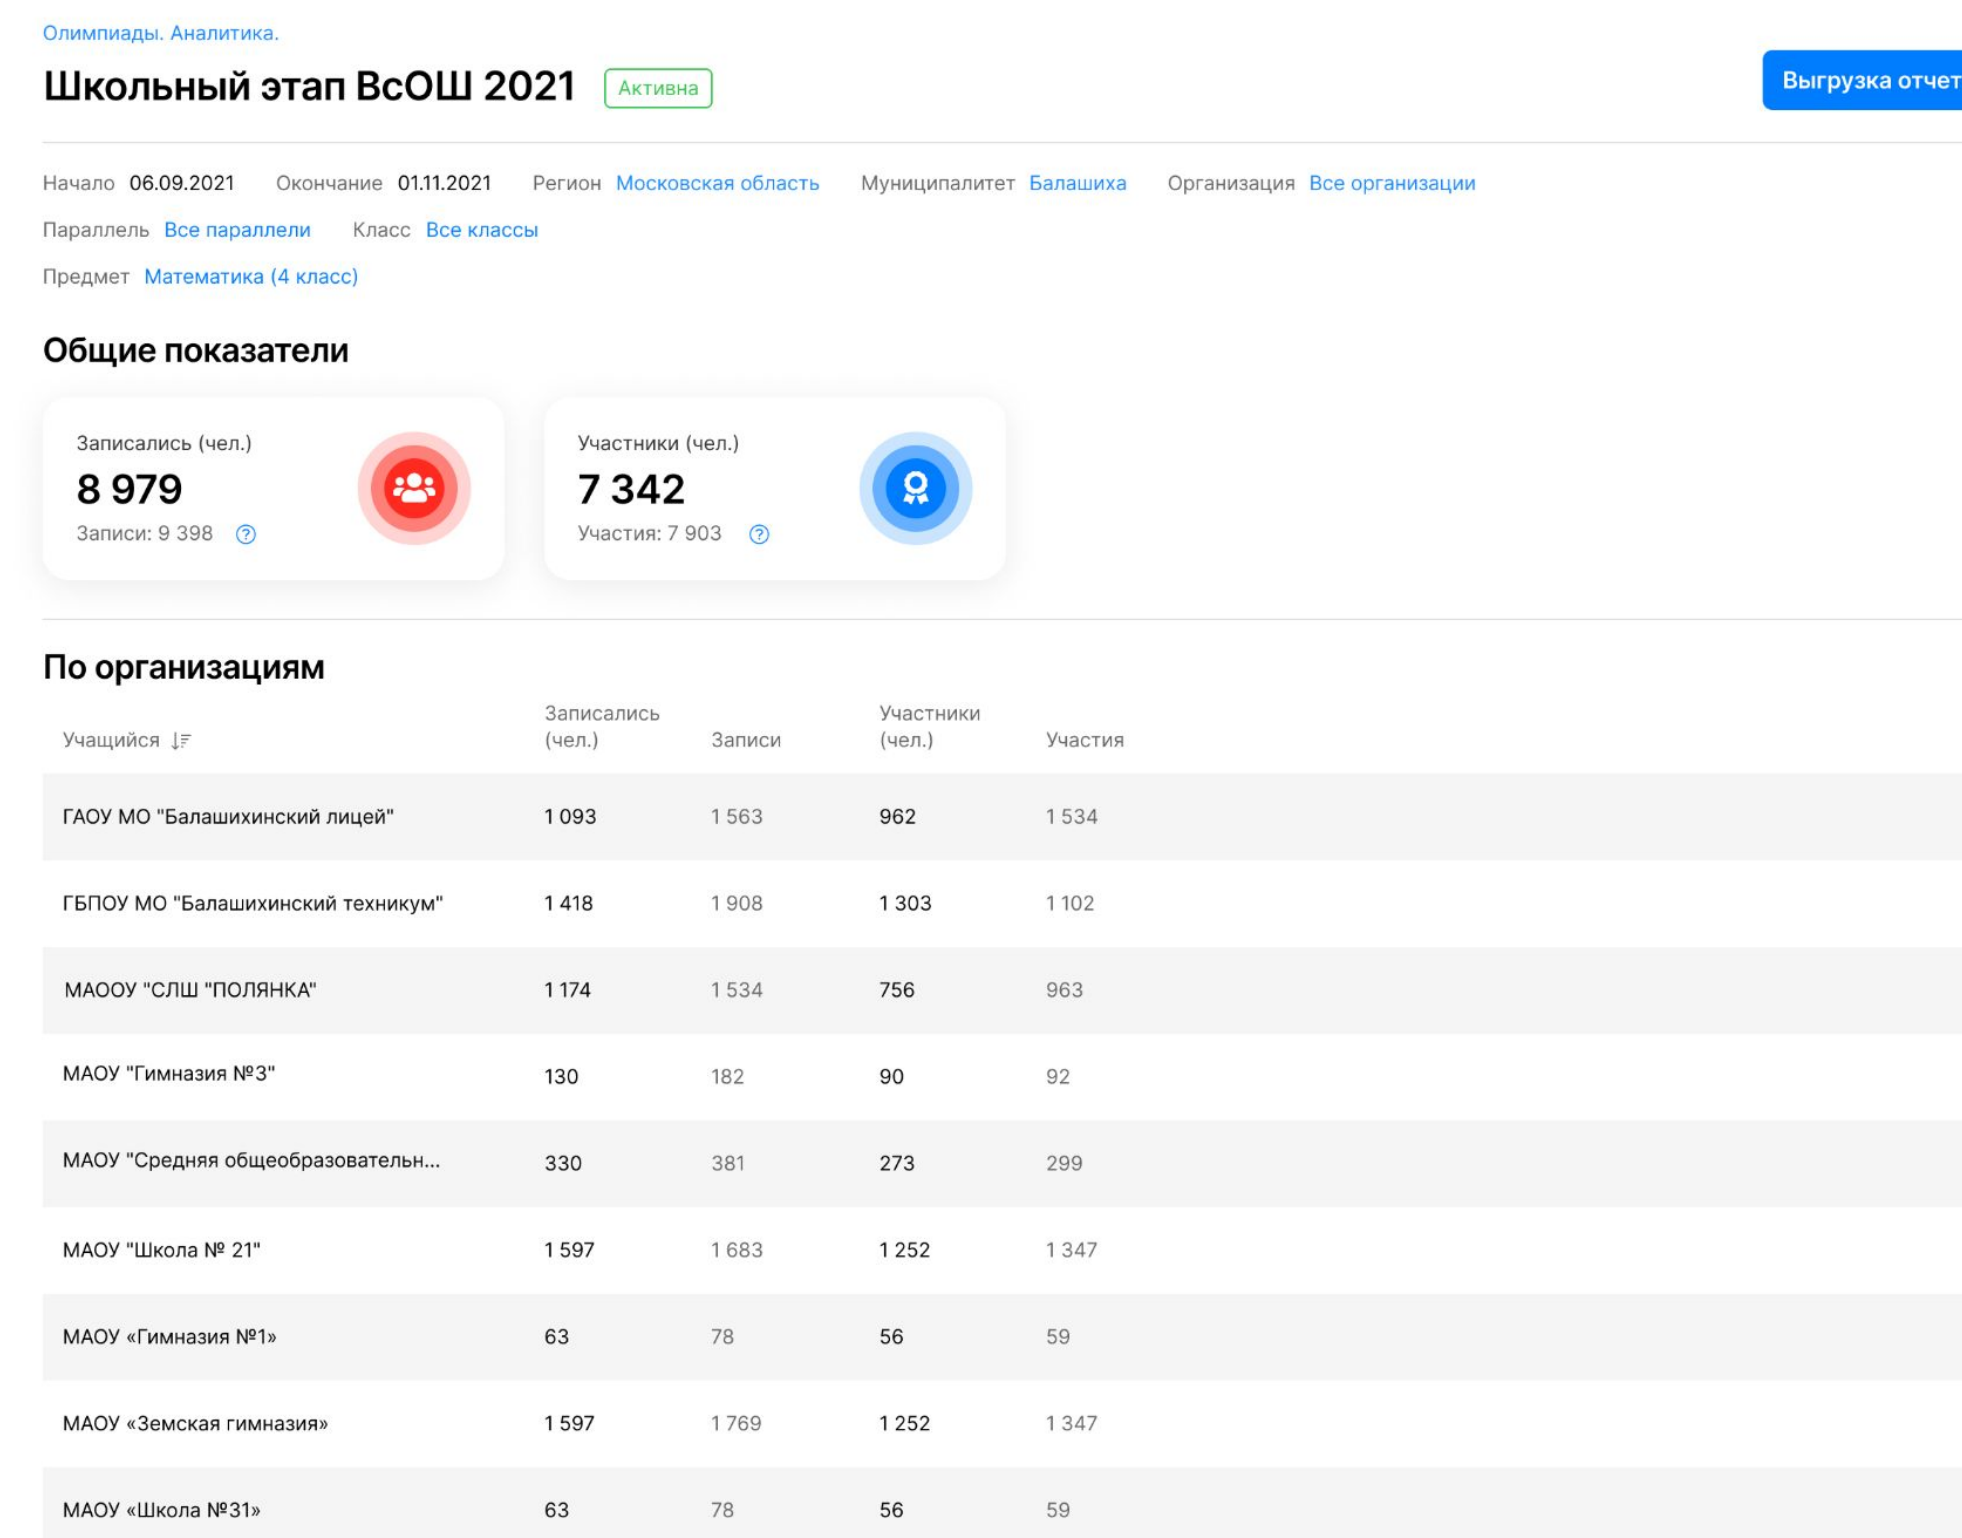 Олимпиады. Аналитика.
Школьный этап ВсОШ 2021 Активна
Выгрузка отчет
Начало 06.09.2021 Окончание 01.11.2021 Регион Московская область Муниципалитет Балашиха Организация Все организации
Параллель Все параллели Класс Все классы
Предмет Математика (4 класс)
Общие показатели
Записались (чел.)
8 979
Записи: 9 398 ?
Участники (чел.)
7 342
Участия: 7 903 ?
По организациям
Учащийся Записались (чел.) Записи Участники (чел.) Участия
ГАОУ МО "Балашихинский лицей" 1 093 1 563 962 1 534
ГБПОУ МО "Балашихинский техникум" 1 418 1 908 1 303 1 102
МАООУ "СЛШ "ПОЛЯНКА" 1 174 1 534 756 963
МАОУ "Гимназия №3" 130 182 90 92
МАОУ "Средняя общеобразовательн... 330 381 273 299
МАОУ "Школа № 21" 1 597 1 683 1 252 1 347
МАОУ «Гимназия №1» 63 78 56 59
МАОУ «Земская гимназия» 1 597 1 769 1 252 1 347
МАОУ «Школа №31» 63 78 56 59